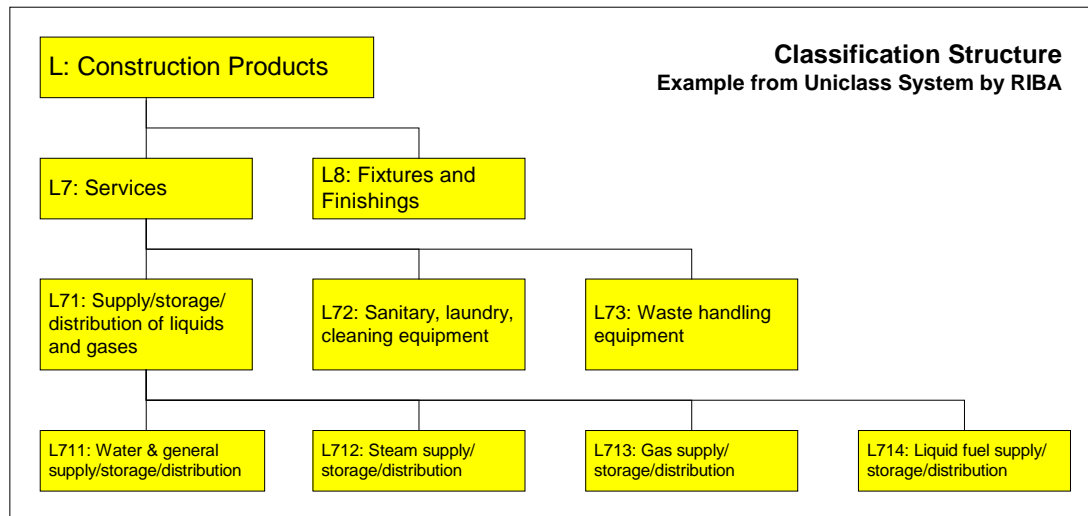 Classification Structure
Example from Uniclass System by RIBA
L: Construction Products
L7: Services
L8: Fixtures and
Finishings
L71: Supply/storage/
distribution of liquids
and gases
L72: Sanitary, laundry,
cleaning equipment
L73: Waste handling
equipment
L711: Water & general
supply/storage/distribution
L712: Steam supply/
storage/distribution
L713: Gas supply/
storage/distribution
L714: Liquid fuel supply/
storage/distribution